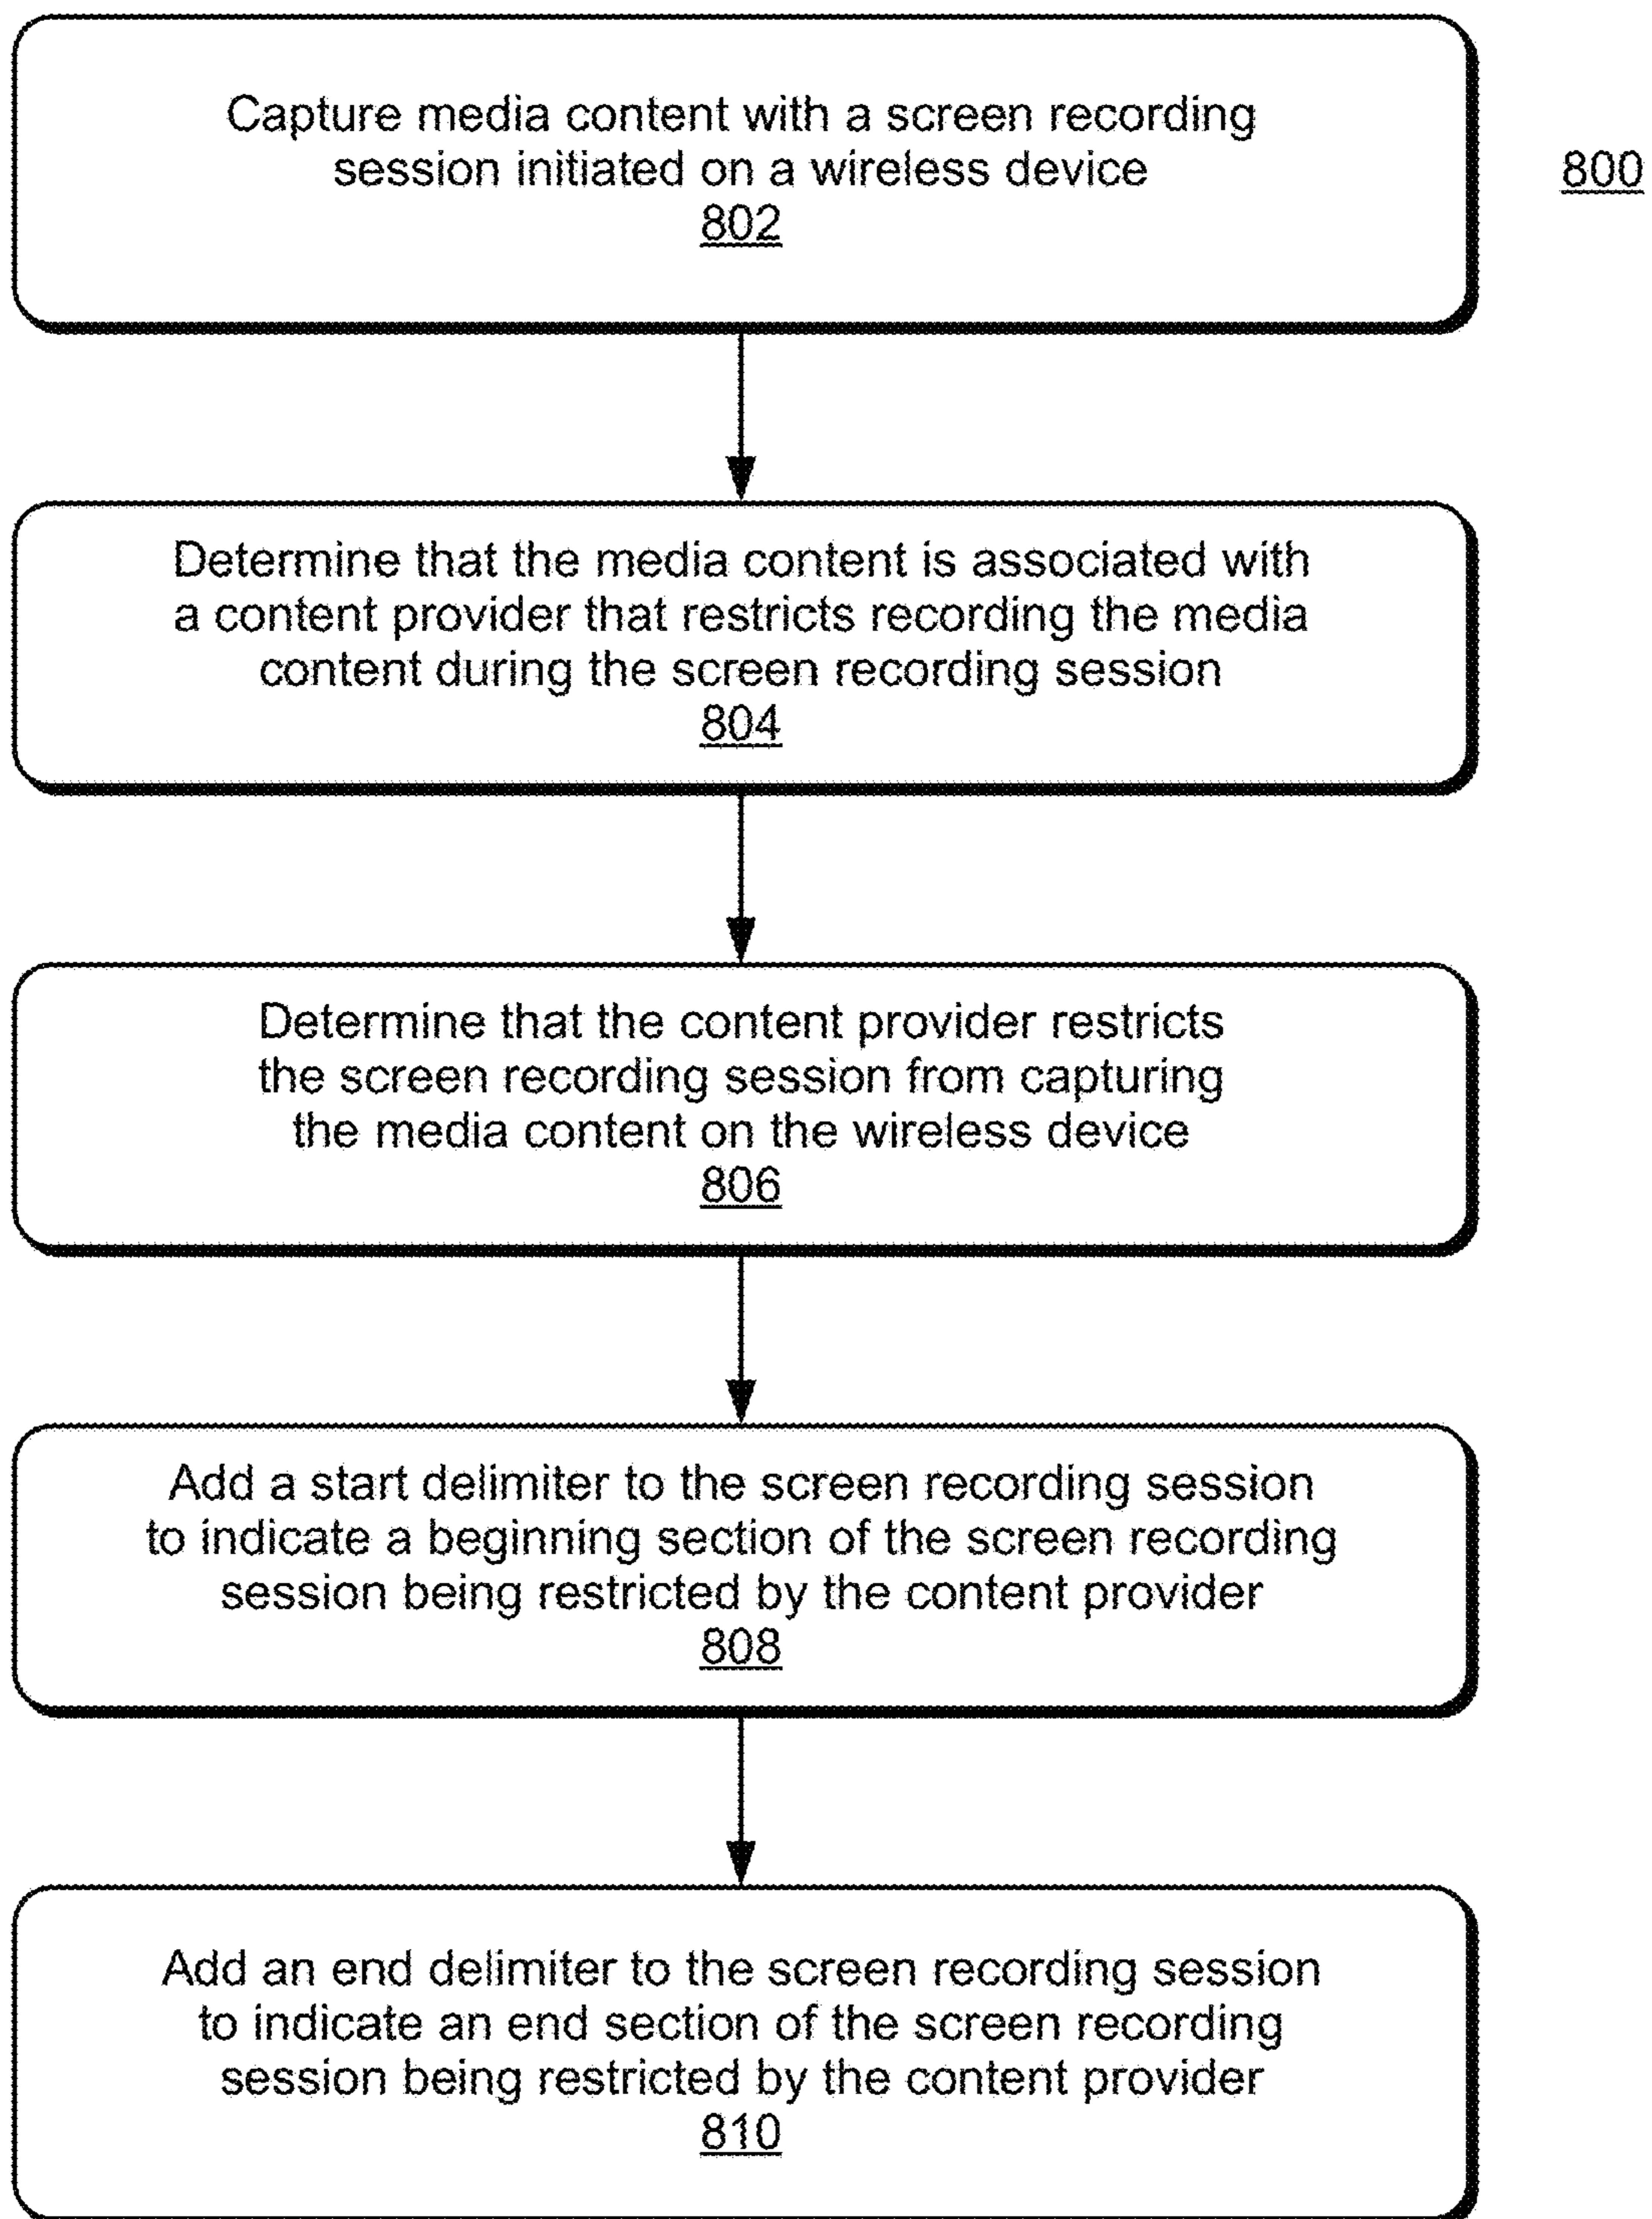 Capture media content with a screen recording
session initiated on a wireless device
802
800
Determine that the media content is associated with
a content provider that restricts recording the media
content during the screen recording session
804
Determine that the content provider restricts
the screen recording session from capturing
the media content on the wireless device
806
Add a start delimiter to the screen recording session
to indicate a beginning section of the screen recording
session being restricted by the content provider
808
Add an end delimiter to the screen recording session
to indicate an end section of the screen recording
session being restricted by the content provider
810